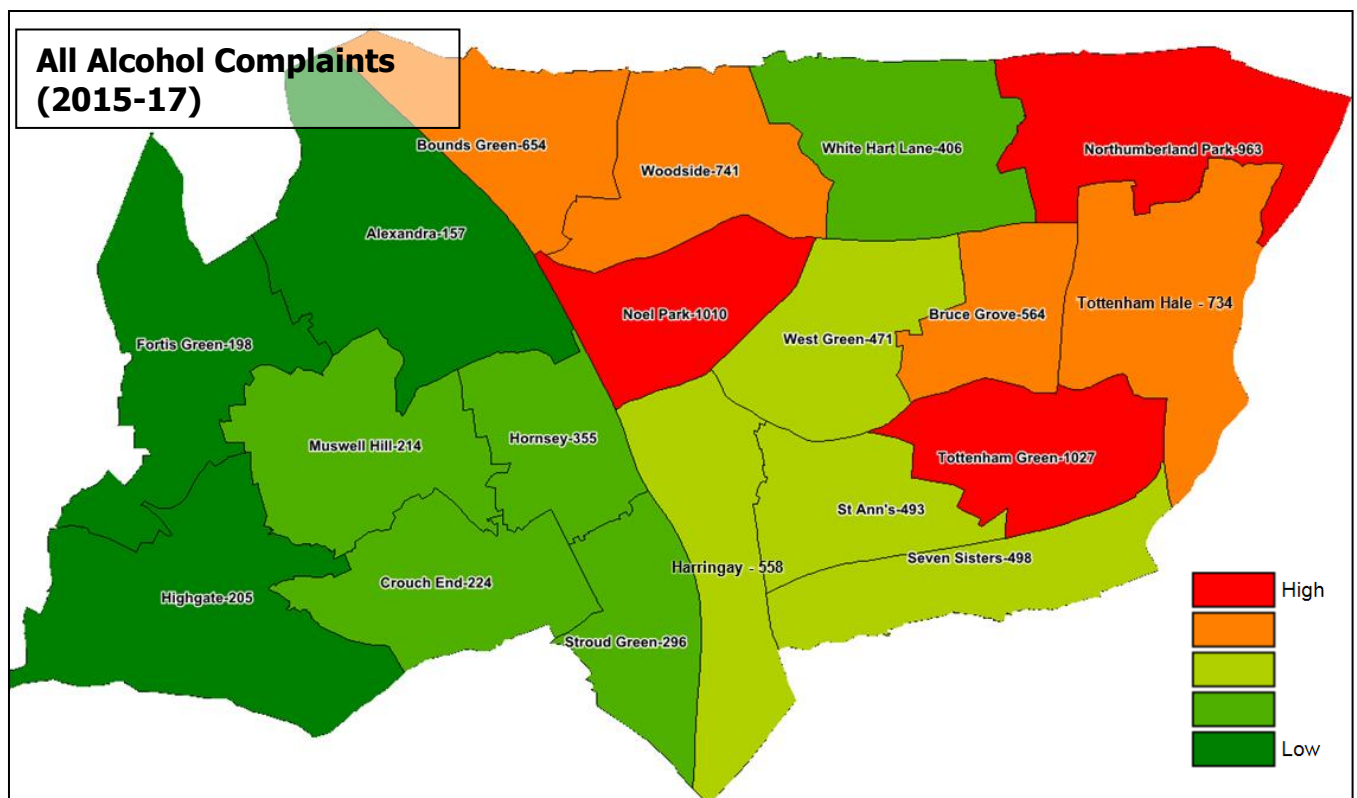 All Alcohol Complaints
(2015-17)
Bounds Green-654
Woodside-741
White Hart Lane-406
Northumberland Park-963
Alexandra-157
Noel Park-1010
West Green-471
Bruce Grove-564
Tottenham Hale - 734
Fortis Green-198
Muswell Hill-214
Hornsey-355
Tottenham Green-1027
St Ann's-493
Seven Sisters-498
Harringay - 558
Highgate-205
Crouch End-224
Stroud Green-296
High
Low